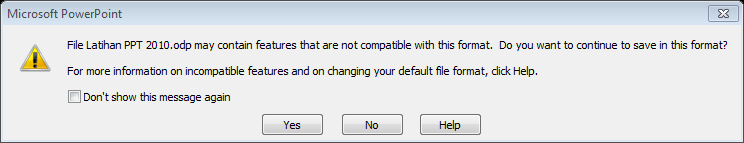 Microsoft PowerPoint
File Latihan PPT 2010.odp may contain features that are not compatible with this format.  Do you want to continue to save in this format?
For more information on incompatible features and on changing your default file format, click Help.
Don't show this message again
Yes No Help